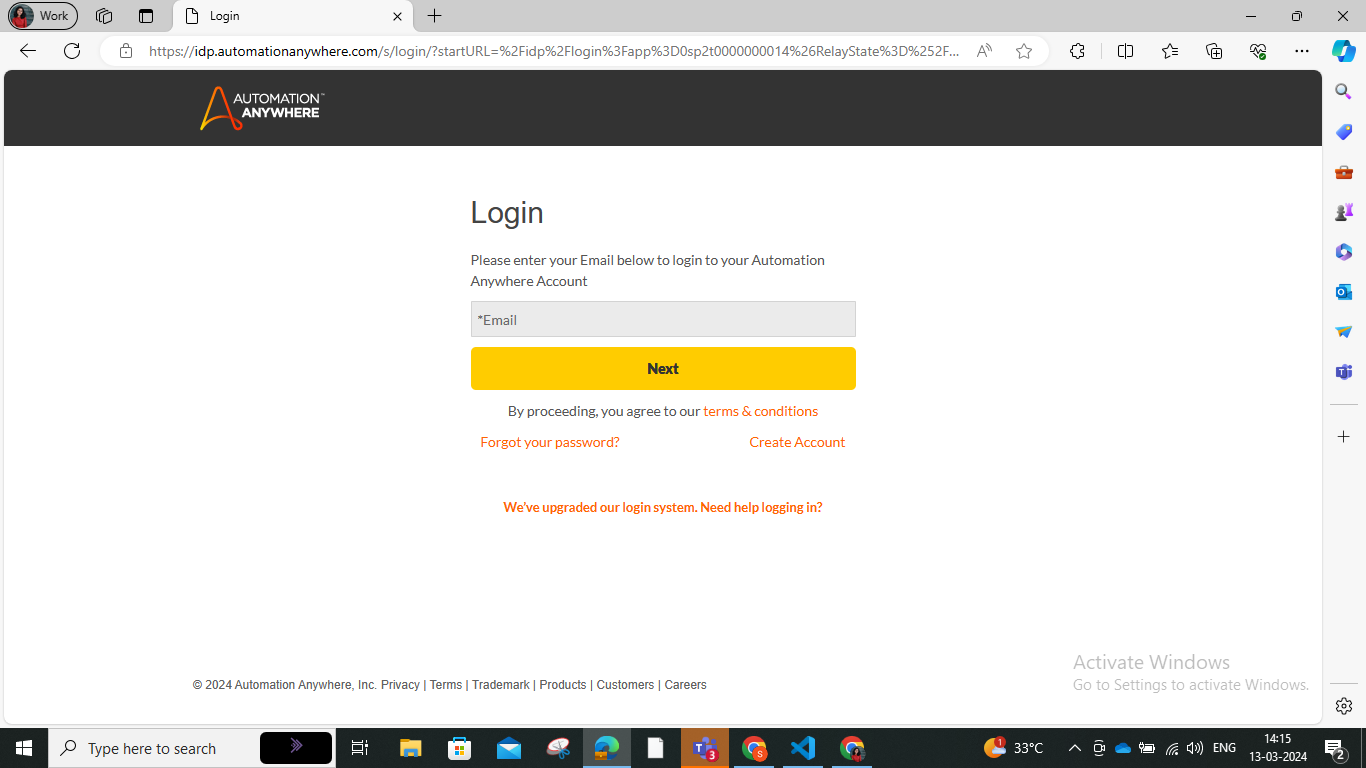 Work
Login
https://idp.automationanywhere.com/s/login/?startURL=%2Fidp%2Flogin%3Fapp%3D0sp2t0000000014%26RelayState%3D%252F...
AUTOMATION
ANYWHERE
Login
Please enter your Email below to login to your Automation
Anywhere Account
*Email
Next
By proceeding, you agree to our terms & conditions
Forgot your password? Create Account
We've upgraded our login system. Need help logging in?
Activate Windows
Go to Settings to activate Windows.
© 2024 Automation Anywhere, Inc. Privacy | Terms | Trademark | Products | Customers | Careers
Type here to search
3
S
1
33°C
ENG
14:15
13-03-2024
2